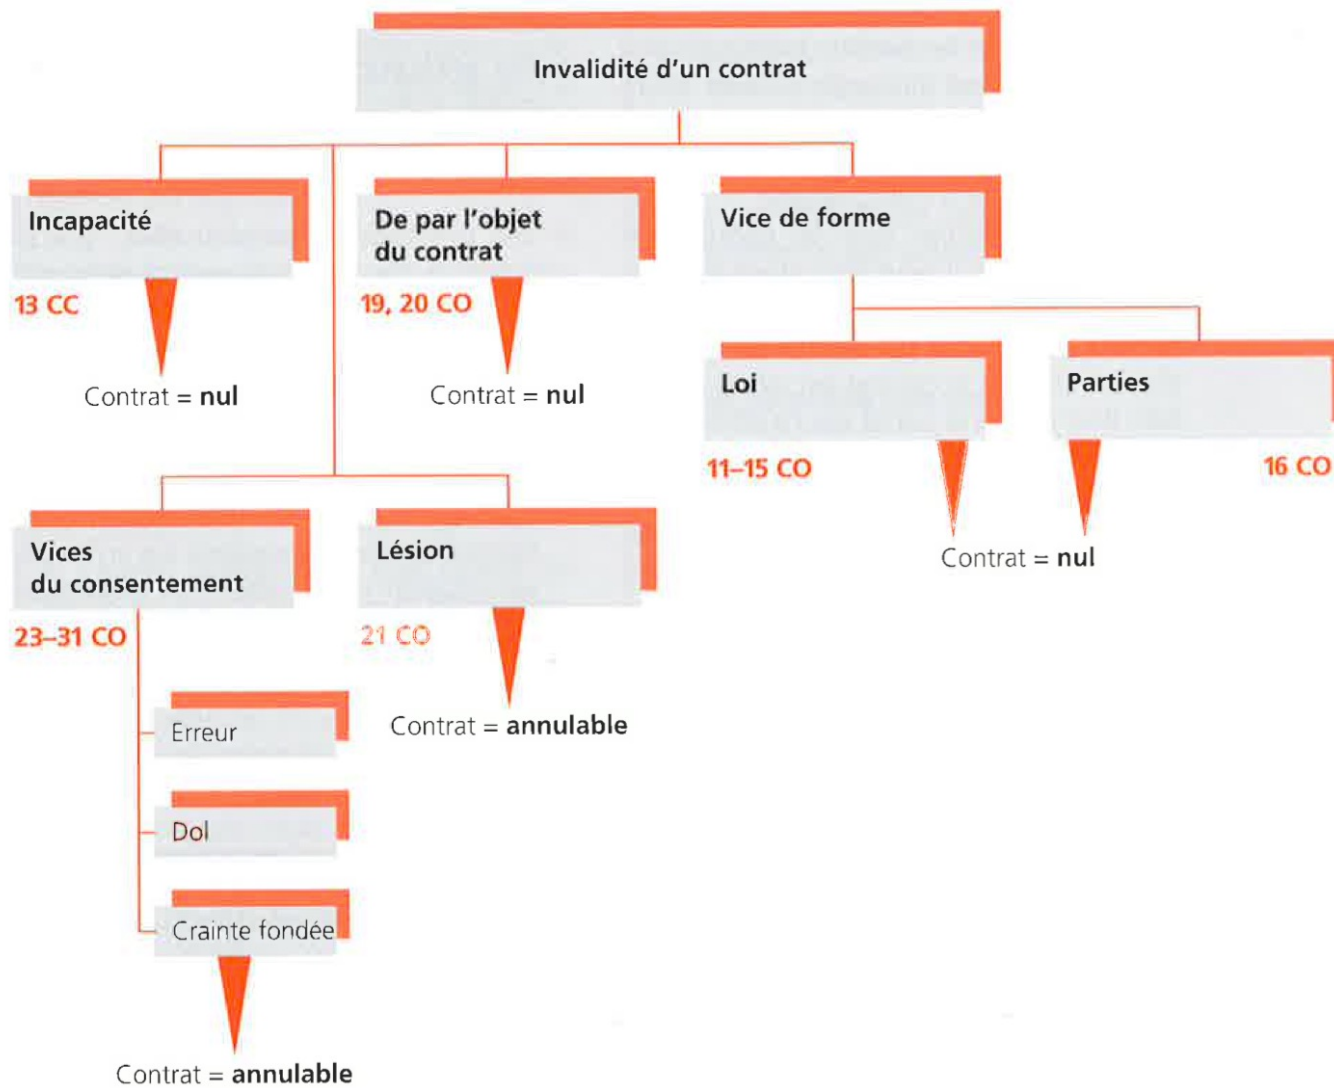 Invalidité d'un contrat
Incapacité
13 CC
Contrat = nul
De par l'objet
du contrat
19, 20 CO
Contrat = nul
Vice de forme
Loi
11–15 CO
Parties
16 CO
Contrat = nul
Vices
du consentement
23–31 CO
Erreur
Dol
Crainte fondée
Contrat = annulable
Lésion
21 CO
Contrat = annulable